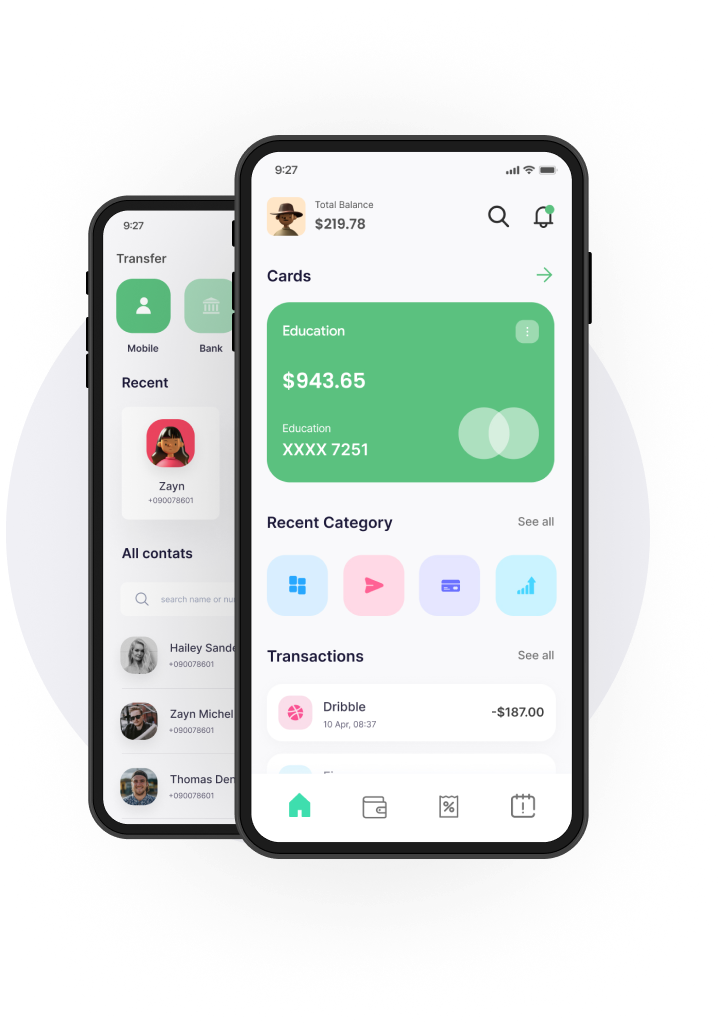 9:27
Total Balance
$219.78
Cards
Education
$943.65
Education
XXXX 7251
Recent Category
See all
Transactions
See all
Dribble
10 Apr, 08:37
-$187.00
9:27
Transfer
Mobile
Bank
Recent
Zayn
+090078601
All contats
search name or
Hailey Sande
+090078601
Zayn Michel
+090078601
Thomas Den
+090078601